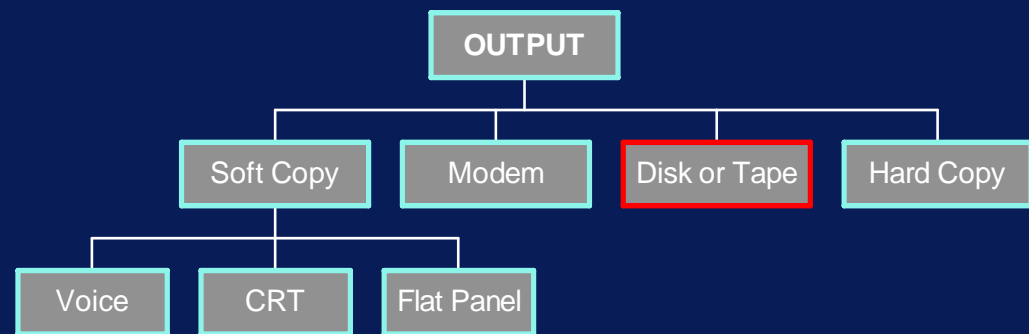 OUTPUT
Soft Copy
Modem
Disk or Tape
Hard Copy
Voice
CRT
Flat Panel